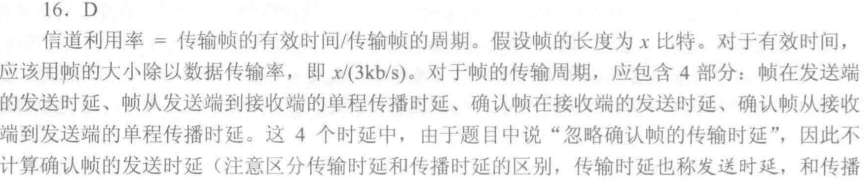 16．D
信道利用率 = 传输帧的有效时间/传输帧的周期。假设帧的长度为 x 比特。对于有效时间，
应该用帧的大小除以数据传输率，即 x/(3kb/s)。对于帧的传输周期，应包含 4 部分：帧在发送端
的发送时延、帧从发送端到接收端的单程传播时延、确认帧在接收端的发送时延、确认帧从接收
端到发送端的单程传播时延。这 4 个时延中，由于题目中说“忽略确认帧的传输时延”，因此不
计算确认帧的发送时延（注意区分传输时延和传播时延的区别，传输时延也称发送时延，和传播